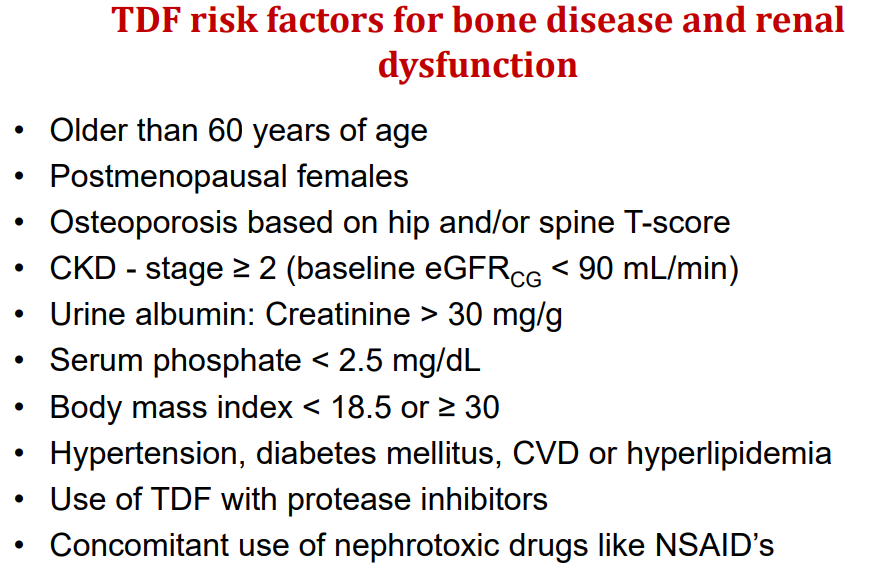 TDF risk factors for bone disease and renal
dysfunction
• Older than 60 years of age
• Postmenopausal females
• Osteoporosis based on hip and/or spine T-score
• CKD - stage ≥ 2 (baseline eGFRCG < 90 mL/min)
• Urine albumin: Creatinine > 30 mg/g
• Serum phosphate < 2.5 mg/dL
• Body mass index < 18.5 or ≥ 30
• Hypertension, diabetes mellitus, CVD or hyperlipidemia
• Use of TDF with protease inhibitors
• Concomitant use of nephrotoxic drugs like NSAID's